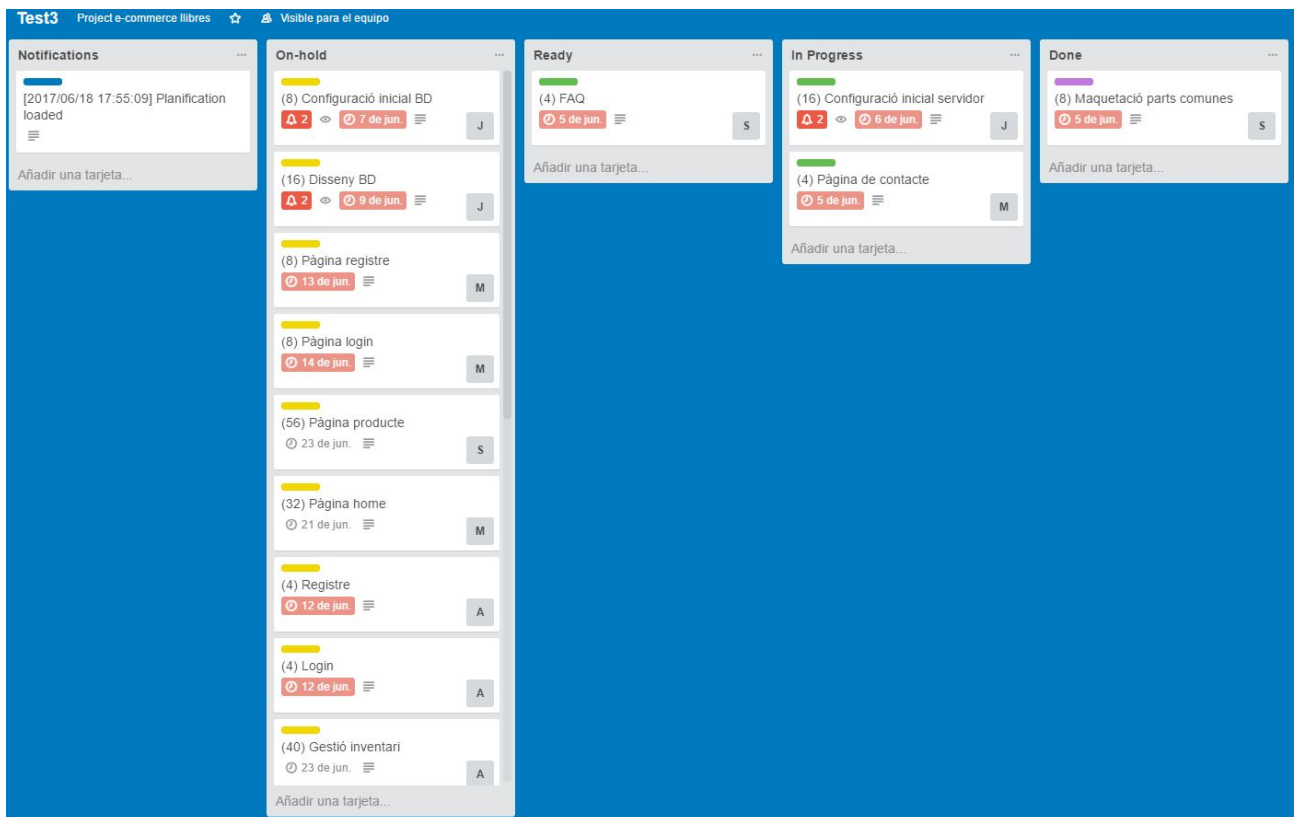 Test3 Project e-commerce llibres Visible para el equipo
Notifications
[2017/06/18 17:55:09] Planification
loaded
Añadir una tarjeta...
On-hold
(8) Configuració inicial BD
2 7 de jun. J
(16) Disseny BD
2 9 de jun. J
(8) Pàgina registre
13 de jun. M
(8) Pàgina login
14 de jun. M
(56) Pàgina producte
23 de jun. S
(32) Pàgina home
21 de jun. M
(4) Registre
12 de jun. A
(4) Login
12 de jun. A
(40) Gestió inventari
23 de jun. A
Añadir una tarjeta...
Ready
(4) FAQ
5 de jun. S
Añadir una tarjeta...
In Progress
(16) Configuració inicial servidor
2 6 de jun. J
(4) Pàgina de contacte
5 de jun. M
Añadir una tarjeta...
Done
(8) Maquetació parts comunes
5 de jun. S
Añadir una tarjeta...